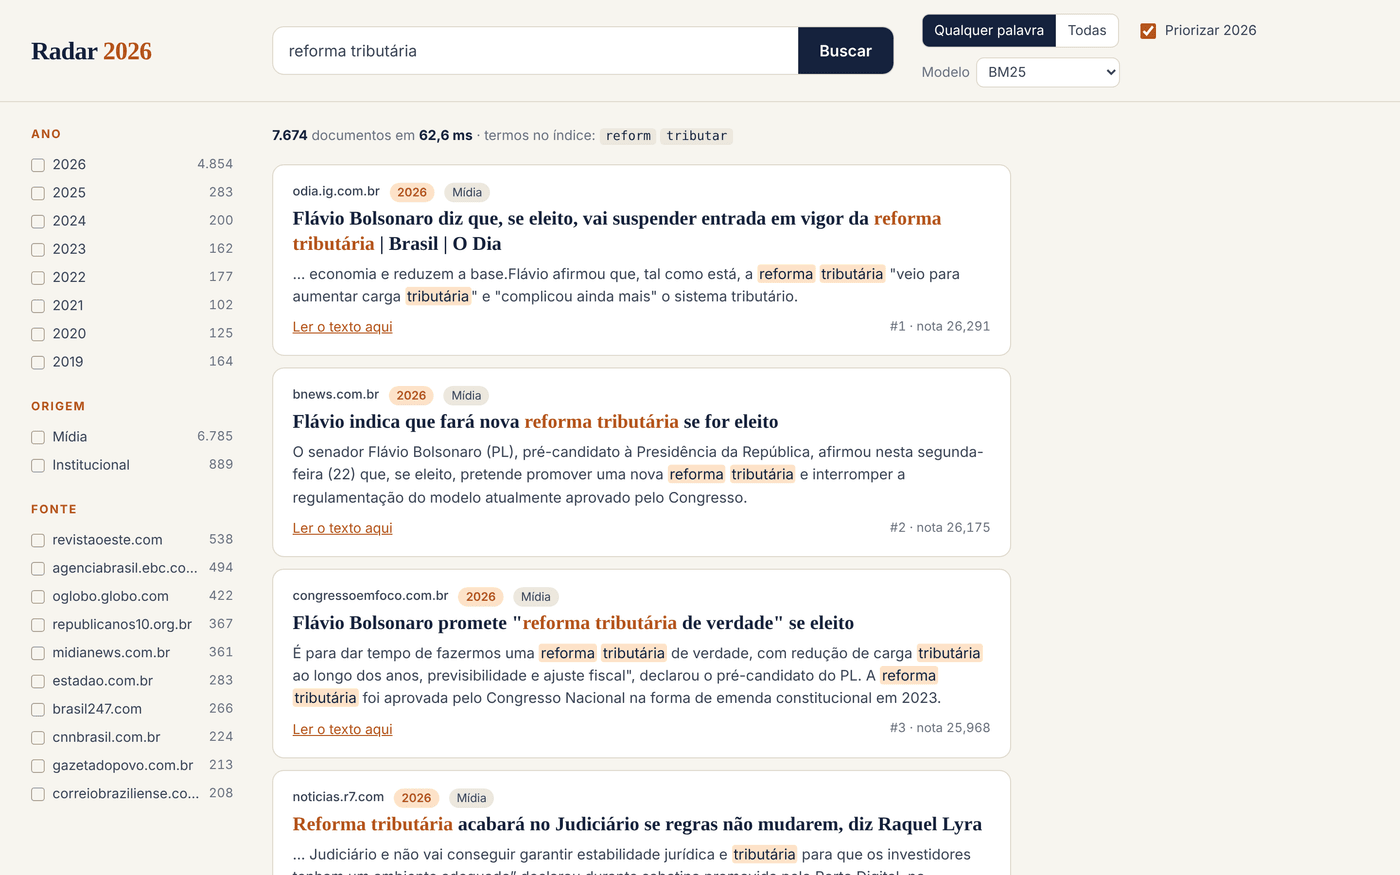 Radar 2026
reforma tributária
Buscar
Qualquer palavra
Todas
Priorizar 2026
Modelo
BM25
ANO
2026 4.854
2025 283
2024 200
2023 162
2022 177
2021 102
2020 125
2019 164
ORIGEM
Mídia 6.785
Institucional 889
FONTE
revistaoeste.com 538
agenciabrasil.ebc.co... 494
oglobo.globo.com 422
republicanos10.org.br 367
midianews.com.br 361
estadao.com.br 283
brasil247.com 266
cnnbrasil.com.br 224
gazetadopovo.com.br 213
correiobraziliense.co... 208
7.674 documentos em 62,6 ms · termos no índice: reform tributar
odia.ig.com.br 2026 Mídia
Flávio Bolsonaro diz que, se eleito, vai suspender entrada em vigor da reforma
tributária | Brasil | O Dia
... economia e reduzem a base.Flávio afirmou que, tal como está, a reforma tributária "veio para
aumentar carga tributária" e "complicou ainda mais" o sistema tributário.
Ler o texto aqui
#1 · nota 26,291
bnews.com.br 2026 Mídia
Flávio indica que fará nova reforma tributária se for eleito
O senador Flávio Bolsonaro (PL), pré-candidato à Presidência da República, afirmou nesta segunda-
feira (22) que, se eleito, pretende promover uma nova reforma tributária e interromper a
regulamentação do modelo atualmente aprovado pelo Congresso.
Ler o texto aqui
#2 · nota 26,175
congressoemfoco.com.br 2026 Mídia
Flávio Bolsonaro promete "reforma tributária de verdade" se eleito
É para dar tempo de fazermos uma reforma tributária de verdade, com redução de carga tributária
ao longo dos anos, previsibilidade e ajuste fiscal", declarou o pré-candidato do PL. A reforma
tributária foi aprovada pelo Congresso Nacional na forma de emenda constitucional em 2023.
Ler o texto aqui
#3 · nota 25,968
noticias.r7.com 2026 Mídia
Reforma tributária acabará no Judiciário se regras não mudarem, diz Raquel Lyra
... Judiciário e não vai conseguir garantir estabilidade jurídica e tributária para que os investidores